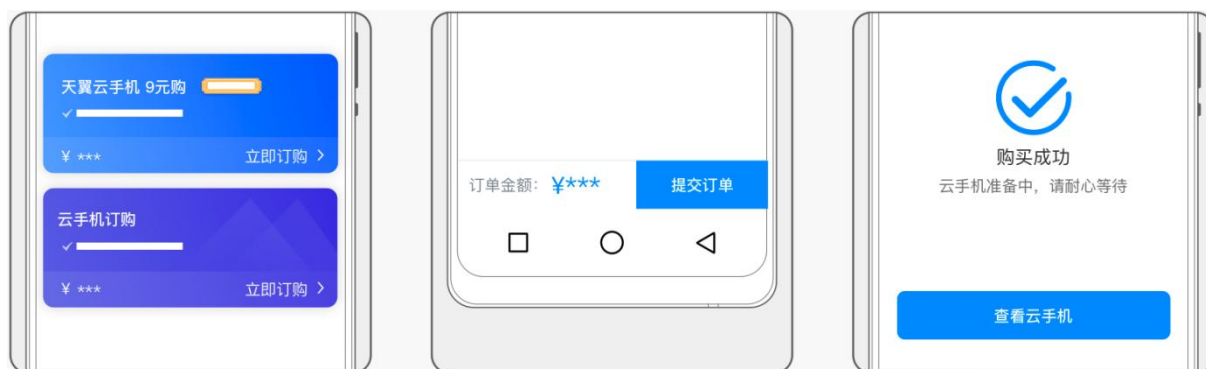 天翼云手机 9元购
¥ ***
立即订购 >
云手机订购
¥ ***
立即订购 >
订单金额: ¥***
提交订单
购买成功
云手机准备中，请耐心等待
查看云手机